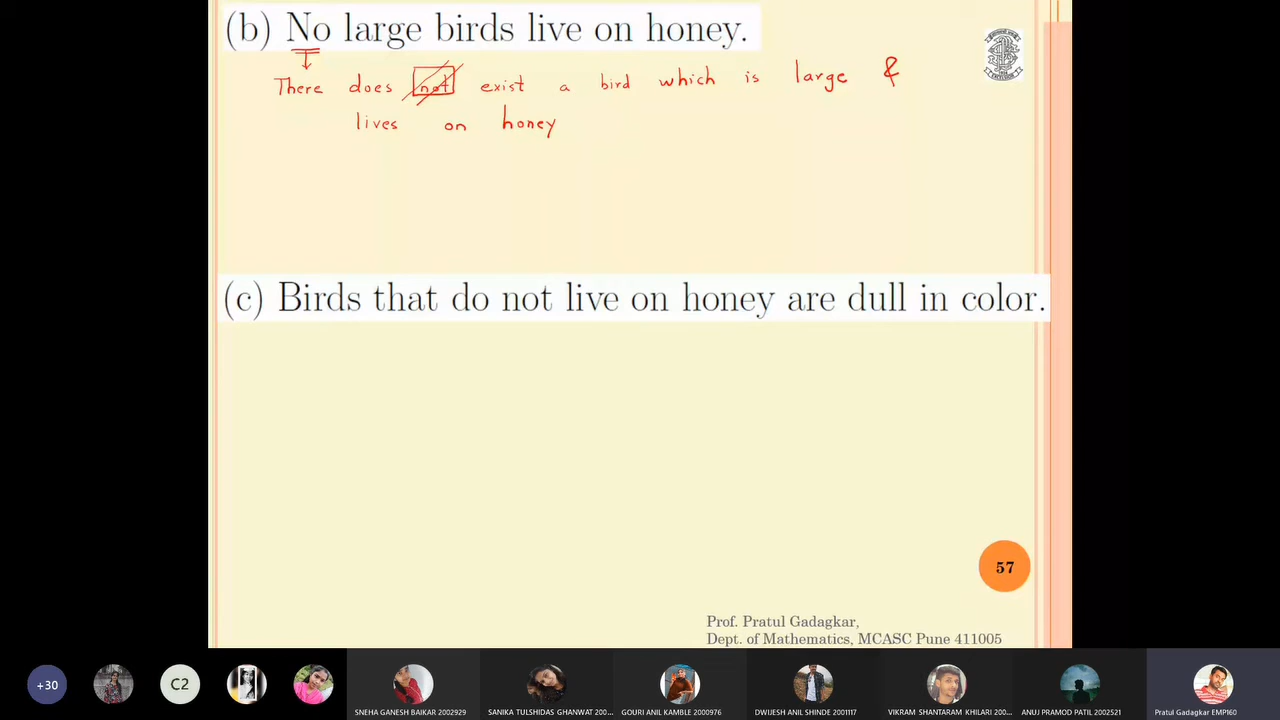 (b) No large birds live on honey.
There does not exist a bird which is large &
lives on honey
(c) Birds that do not live on honey are dull in color.
57
Prof. Pratul Gadagkar,
Dept. of Mathematics, MCASC Pune 411005
+30
C2
SNEHA GANESH BAIKAR 2002929
SANIKA TULSHIDAS GHANWAT 200...
GOURI ANIL KAMBLE 2000976
DWIJESH ANIL SHINDE 2001117
VIKRAM SHANTARAM KHILARI 200...
ANUJ PRAMOD PATIL 2002521
Pratul Gadagkar EMP160